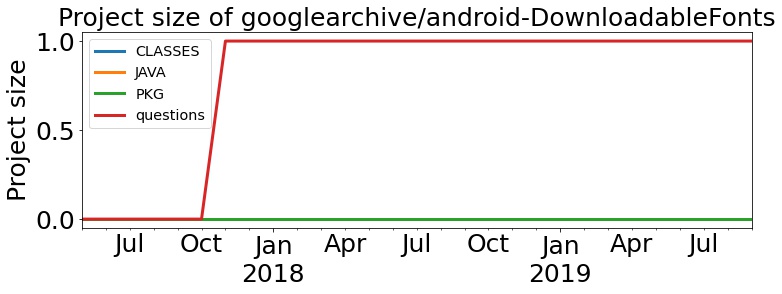 Project size of googlearchive/android-DownloadableFonts
Project size
1.0
0.5
0.0
CLASSES
JAVA
PKG
questions
Jul Oct Jan Apr Jul Oct Jan Apr Jul
2018 2019